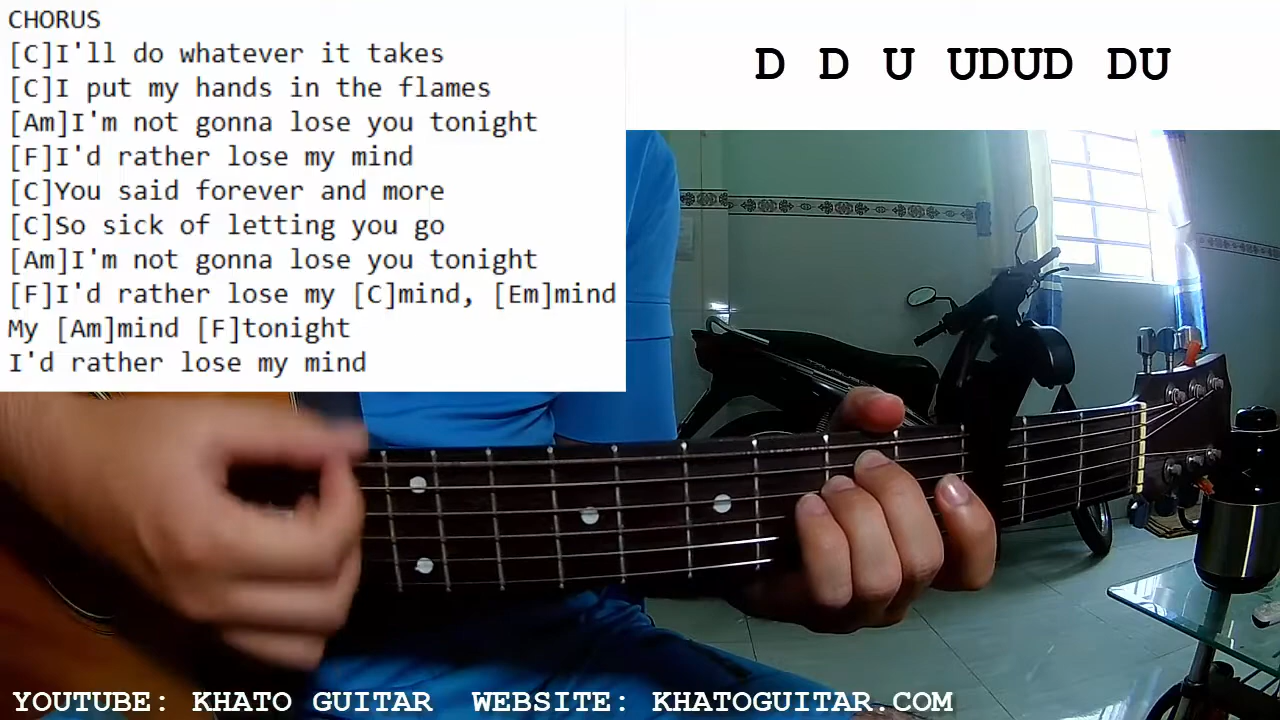 CHORUS
[C]I'll do whatever it takes
[C]I put my hands in the flames
[Am]I'm not gonna lose you tonight
[F]I'd rather lose my mind
[C]You said forever and more
[C]So sick of letting you go
[Am]I'm not gonna lose you tonight
[F]I'd rather lose my [C]mind, [Em]mind
My [Am]mind [F]tonight
I'd rather lose my mind
D D U UDUD DU
YOUTUBE: KHATO GUITAR WEBSITE: KHATOGUITAR.COM